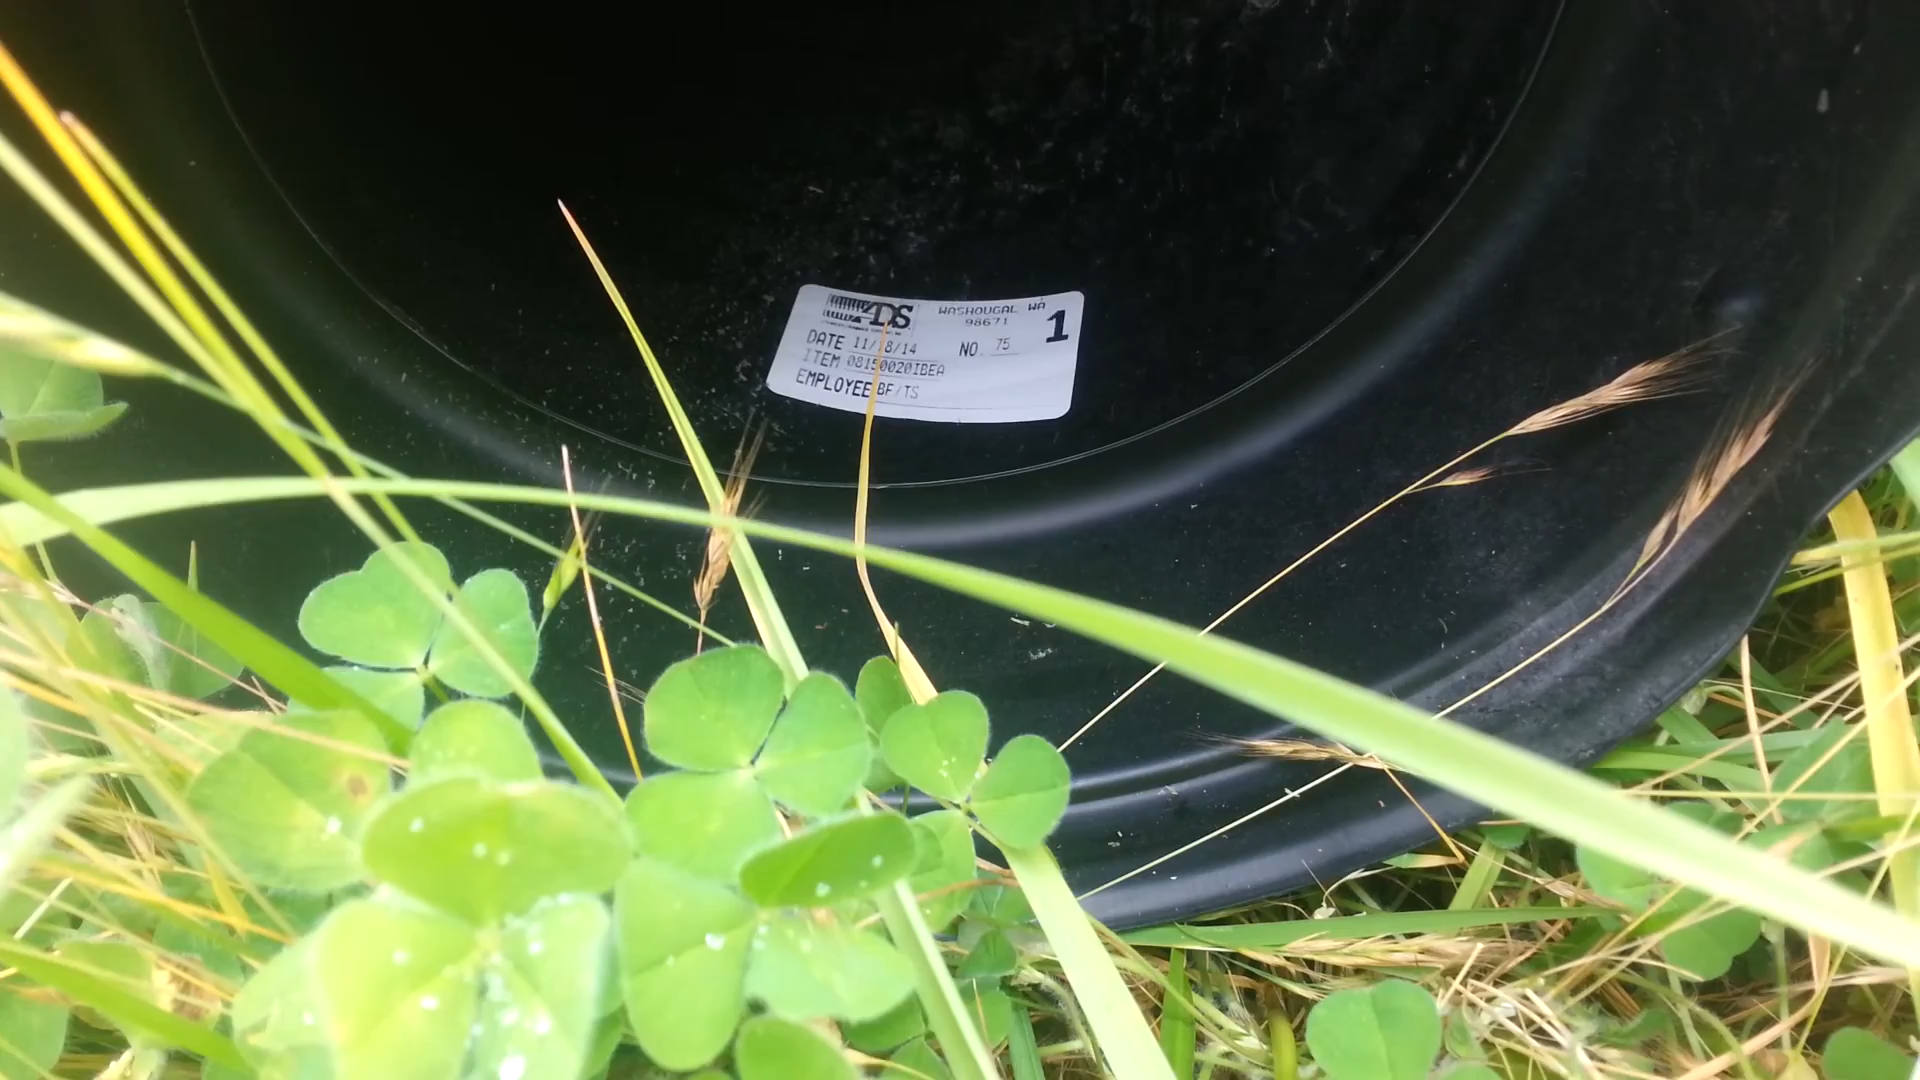 ADS WASHOUGAL WA
98671
1
DATE 11/18/14 NO. 75
ITEM 08150020IBEA
EMPLOYEE BF/TS